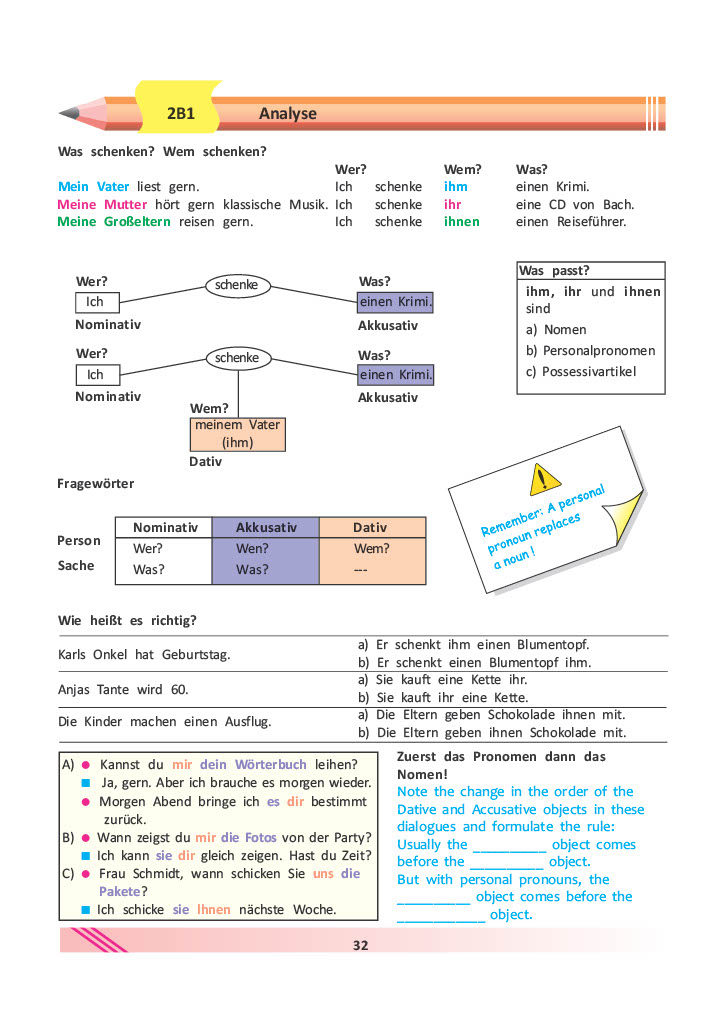 2B1 Analyse
Was schenken? Wem schenken?
Wer? Wem? Was?
Mein Vater liest gern. Ich schenke ihm einen Krimi.
Meine Mutter hört gern klassische Musik. Ich schenke ihr eine CD von Bach.
Meine Großeltern reisen gern. Ich schenke ihnen einen Reiseführer.
Wer? schenke Was?
Ich einen Krimi.
Nominativ Akkusativ
Wer? schenke Was?
Ich einen Krimi.
Nominativ Akkusativ
Wem?
meinem Vater
(ihm)
Dativ
Was passt?
ihm, ihr und ihnen
sind
a) Nomen
b) Personalpronomen
c) Possessivartikel
Fragewörter
Nominativ Akkusativ Dativ
Person Wer? Wen? Wem?
Sache Was? Was? ---
Remember: A personal
pronoun replaces
a noun !
Wie heißt es richtig?
Karls Onkel hat Geburtstag.
a) Er schenkt ihm einen Blumentopf.
b) Er schenkt einen Blumentopf ihm.
Anjas Tante wird 60.
a) Sie kauft eine Kette ihr.
b) Sie kauft ihr eine Kette.
Die Kinder machen einen Ausflug.
a) Die Eltern geben Schokolade ihnen mit.
b) Die Eltern geben ihnen Schokolade mit.
A) ● Kannst du mir dein Wörterbuch leihen?
■ Ja, gern. Aber ich brauche es morgen wieder.
● Morgen Abend bringe ich es dir bestimmt
zurück.
B) ● Wann zeigst du mir die Fotos von der Party?
■ Ich kann sie dir gleich zeigen. Hast du Zeit?
C) ● Frau Schmidt, wann schicken Sie uns die
Pakete?
■ Ich schicke sie Ihnen nächste Woche.
Zuerst das Pronomen dann das
Nomen!
Note the change in the order of the
Dative and Accusative objects in these
dialogues and formulate the rule:
Usually the __________ object comes
before the __________ object.
But with personal pronouns, the
__________ object comes before the
____________ object.
32